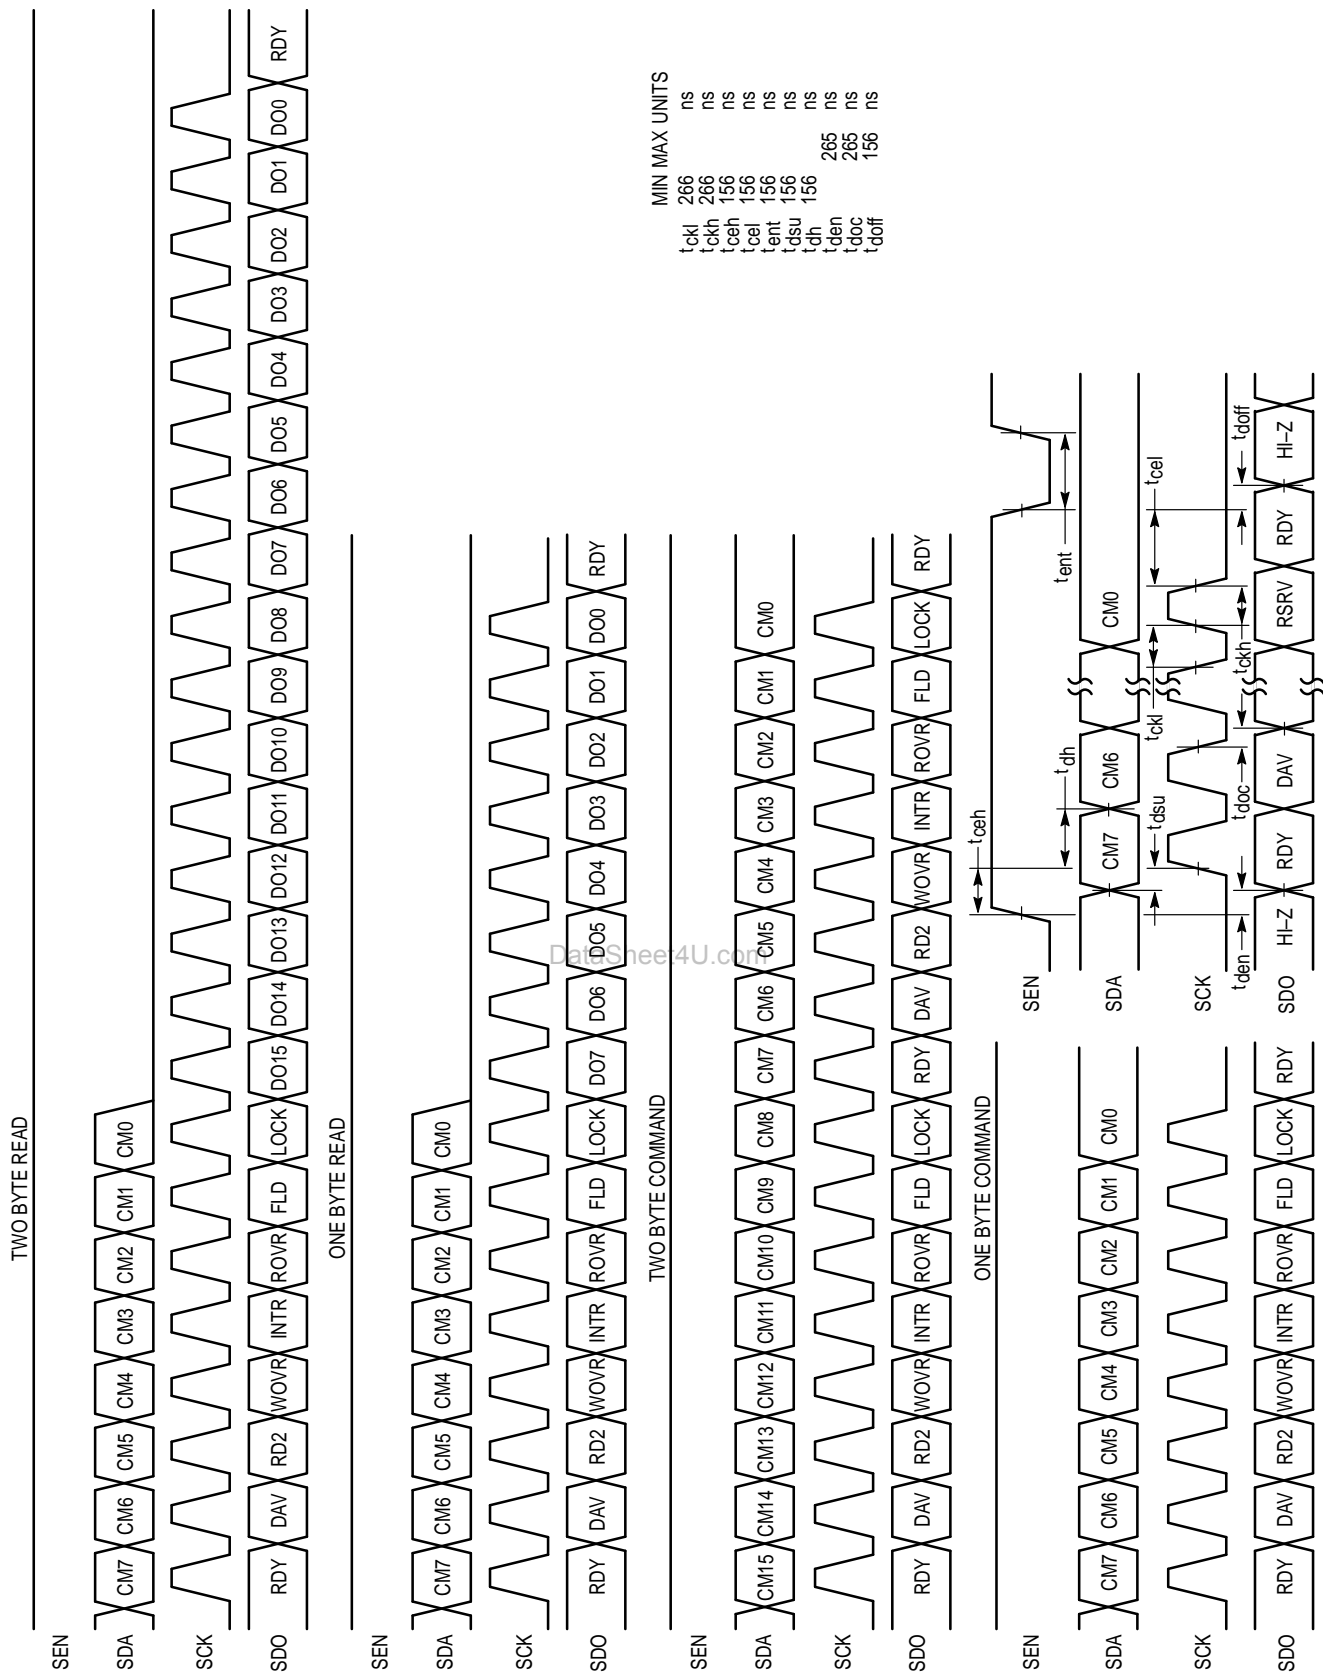 TWO BYTE READ
SEN
SDA CM7 CM6 CM5 CM4 CM3 CM2 CM1 CM0
SCK
SDO RDY DAV RD2 WOVR INTR ROVR FLD LOCK DO15 DO14 DO13 DO12 DO11 DO10 DO9 DO8 DO7 DO6 DO5 DO4 DO3 DO2 DO1 DO0 RDY
ONE BYTE READ
SEN
SDA CM7 CM6 CM5 CM4 CM3 CM2 CM1 CM0
SCK
SDO RDY DAV RD2 WOVR INTR ROVR FLD LOCK DO7 DO6 DO5 DO4 DO3 DO2 DO1 DO0 RDY
DataSheet4U.com
TWO BYTE COMMAND
SEN
SDA CM15 CM14 CM13 CM12 CM11 CM10 CM9 CM8 CM7 CM6 CM5 CM4 CM3 CM2 CM1 CM0
SCK
SDO RDY DAV RD2 WOVR INTR ROVR FLD LOCK RDY DAV RD2 WOVR INTR ROVR FLD LOCK RDY
MIN MAX UNITS
tckl 266 ns
tckh 266 ns
tceh 156 ns
tcel 156 ns
tent 156 ns
tdsu 156 ns
tdh 156 ns
tden 265 ns
tdoc 265 ns
tdoff 156 ns
ONE BYTE COMMAND
SEN
SDA CM7 CM6 CM5 CM4 CM3 CM2 CM1 CM0
SCK
SDO RDY DAV RD2 WOVR INTR ROVR FLD LOCK RDY
tceh
SEN
tdh tent
SDA CM7 CM6 CM0
tdsu tckl tcel
SCK
tden tdoc tckh tdoff
SDO HI–Z RDY DAV RSRV RDY HI–Z